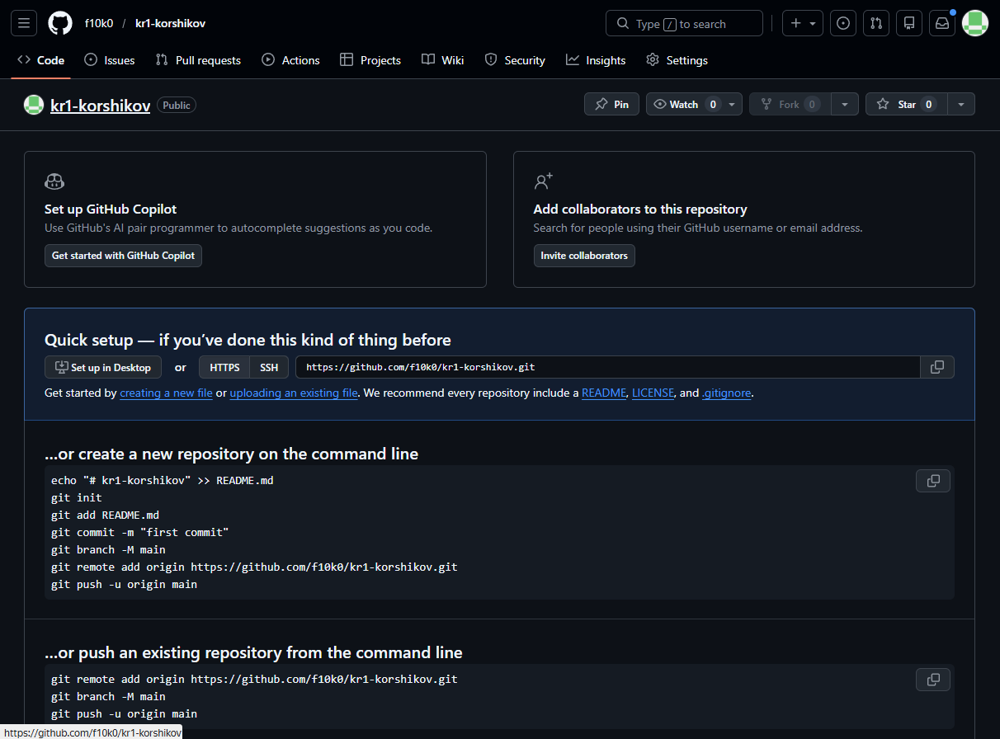 f10k0 / kr1-korshikov
Type / to search
Code Issues Pull requests Actions Projects Wiki Security Insights Settings
kr1-korshikov Public
Pin Watch 0 Fork 0 Star 0
Set up GitHub Copilot
Use GitHub's AI pair programmer to autocomplete suggestions as you code.
Get started with GitHub Copilot
Add collaborators to this repository
Search for people using their GitHub username or email address.
Invite collaborators
Quick setup — if you've done this kind of thing before
Set up in Desktop or HTTPS SSH https://github.com/f10k0/kr1-korshikov.git
Get started by creating a new file or uploading an existing file. We recommend every repository include a README, LICENSE, and .gitignore.
…or create a new repository on the command line
echo "# kr1-korshikov" >> README.md
git init
git add README.md
git commit -m "first commit"
git branch -M main
git remote add origin https://github.com/f10k0/kr1-korshikov.git
git push -u origin main
…or push an existing repository from the command line
git remote add origin https://github.com/f10k0/kr1-korshikov.git
git branch -M main
git push -u origin main
https://github.com/f10k0/kr1-korshikov